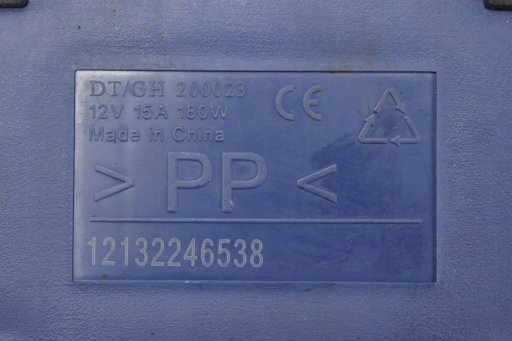 DT/GH 200023
12V 15A 180W
Made in China
CE
> PP <
12132246538